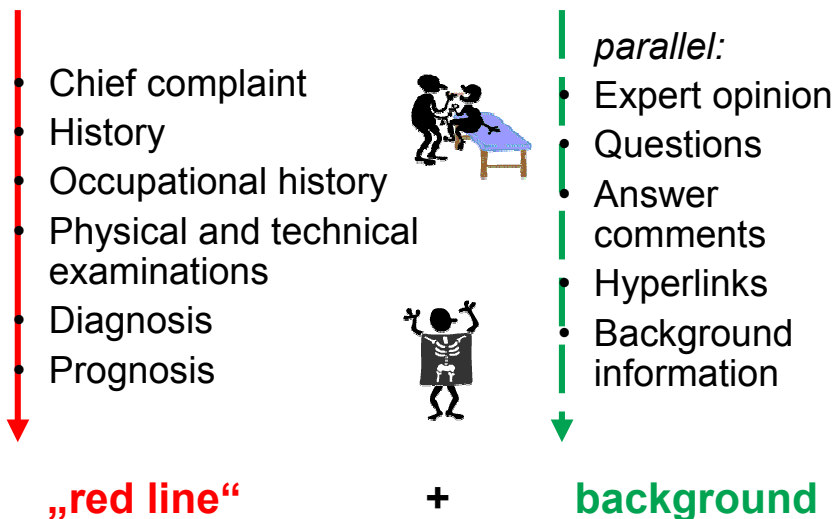 • Chief complaint
• History
• Occupational history
• Physical and technical
examinations
• Diagnosis
• Prognosis
parallel:
• Expert opinion
• Questions
• Answer
comments
• Hyperlinks
• Background
information
„red line“ + background